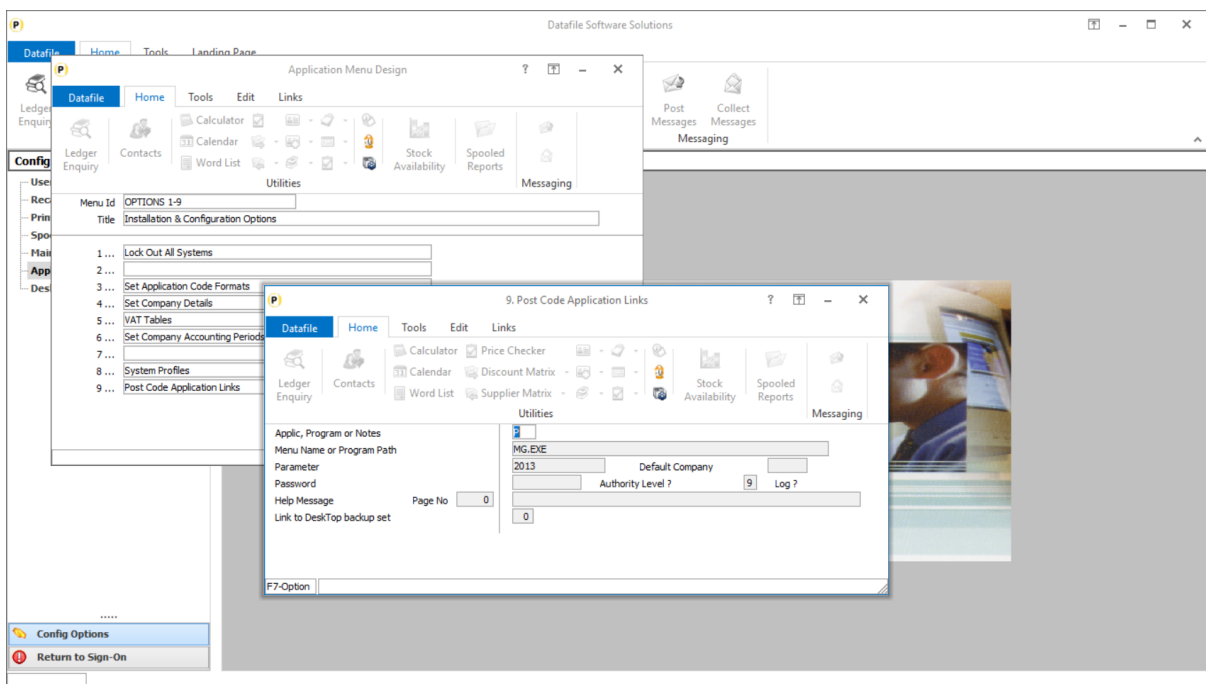 Datafile Software Solutions
Home Tools Landing Page
Application Menu Design
Datafile Home Tools Edit Links
Ledger Enquiry
Contacts
Calculator
Calendar
Word List
Stock Availability
Spooled Reports
Utilities
Messaging
Post Messages
Collect Messages
Messaging
Config
Menu Id OPTIONS 1-9
Title Installation & Configuration Options
1 ... Lock Out All Systems
2 ...
3 ... Set Application Code Formats
4 ... Set Company Details
5 ... VAT Tables
6 ... Set Company Accounting Periods
7 ...
8 ... System Profiles
9 ... Post Code Application Links
9. Post Code Application Links
Datafile Home Tools Edit Links
Ledger Enquiry
Contacts
Calculator Price Checker
Calendar Discount Matrix
Word List Supplier Matrix
Stock Availability
Spooled Reports
Utilities
Messaging
Applic, Program or Notes P
Menu Name or Program Path MG.EXE
Parameter 2013 Default Company
Password Authority Level ? 9 Log ?
Help Message Page No 0
Link to DeskTop backup set 0
F7-Option
Config Options
Return to Sign-On